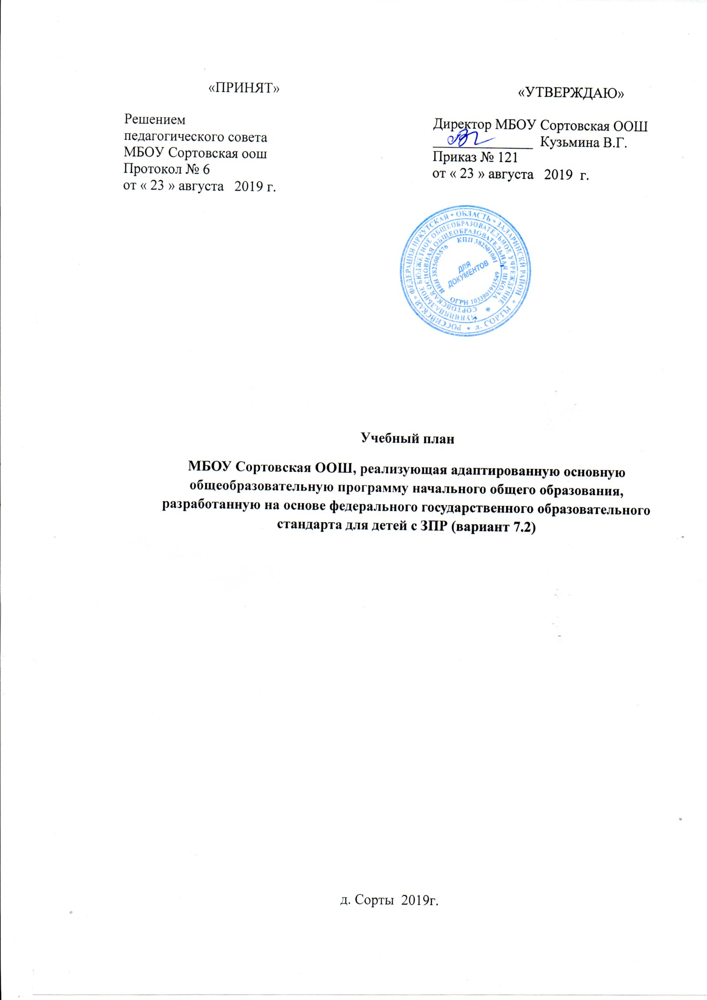 «ПРИНЯТ»
Решением
педагогического совета
МБОУ Сортовская оош
Протокол № 6
от « 23 » августа 2019 г.
«УТВЕРЖДАЮ»
Директор МБОУ Сортовская ООШ
Кузьмина В.Г.
Приказ № 121
от « 23 » августа 2019 г.
РОССИЙСКАЯ * ФЕДЕРАЦИЯ ИРКУТСКАЯ * ОБЛАСТЬ * ЗАЛАРИНСКИ РАЙОН * д. СОРТЫ *
МУНИЦИПАЛЬНОЕ БЮДЖЕТНОЕ ОБЩЕОБРАЗОВАТЕЛЬНОЕ УЧРЕЖДЕНИЕ
СОРТОВСКАЯ ОСНОВНАЯ ОБЩЕОБРАЗОВАТЕЛЬНАЯ ШКОЛА *
ИНН 3825003576 КПП 382501001 ОГРН 1033801911549
ДЛЯ
ДОКУМЕНТОВ
Учебный план
МБОУ Сортовская ООШ, реализующая адаптированную основную
общеобразовательную программу начального общего образования,
разработанную на основе федерального государственного образовательного
стандарта для детей с ЗПР (вариант 7.2)
д. Сорты 2019г.